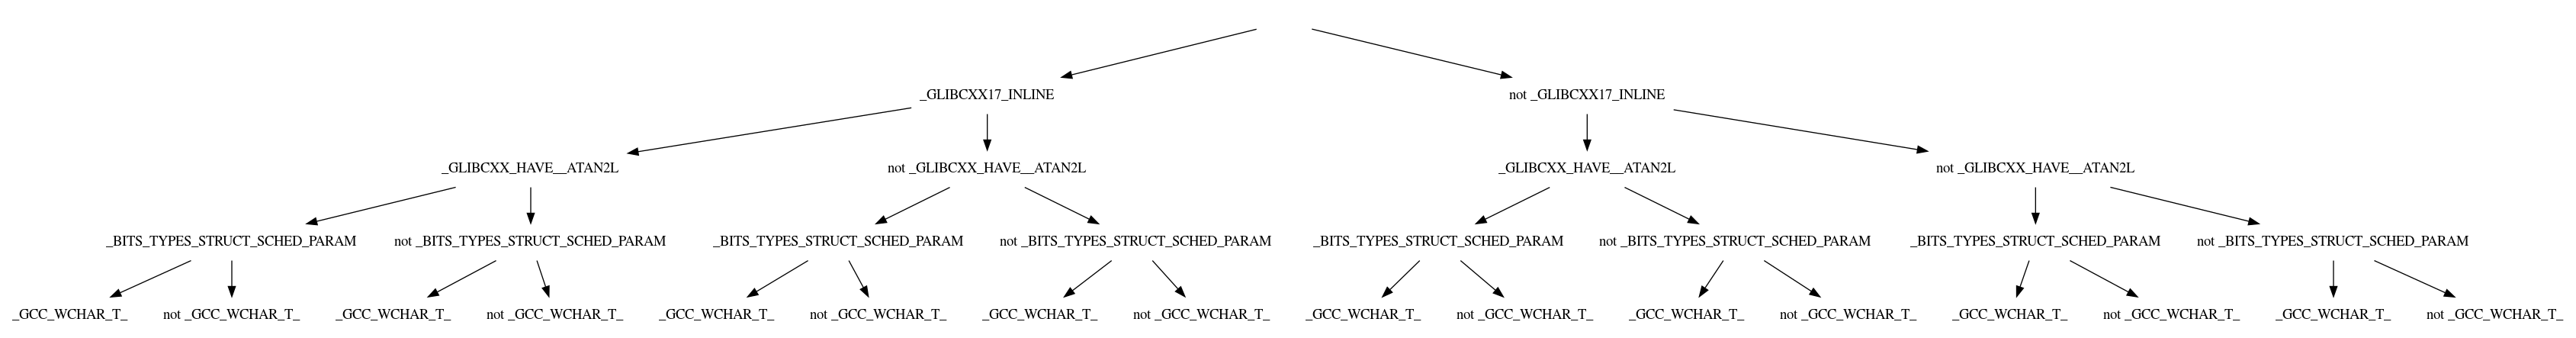 _GLIBCXX17_INLINE not _GLIBCXX17_INLINE
_GLIBCXX_HAVE__ATAN2L not _GLIBCXX_HAVE__ATAN2L _GLIBCXX_HAVE__ATAN2L not _GLIBCXX_HAVE__ATAN2L
_BITS_TYPES_STRUCT_SCHED_PARAM not _BITS_TYPES_STRUCT_SCHED_PARAM _BITS_TYPES_STRUCT_SCHED_PARAM not _BITS_TYPES_STRUCT_SCHED_PARAM _BITS_TYPES_STRUCT_SCHED_PARAM not _BITS_TYPES_STRUCT_SCHED_PARAM _BITS_TYPES_STRUCT_SCHED_PARAM not _BITS_TYPES_STRUCT_SCHED_PARAM
_GCC_WCHAR_T_ not _GCC_WCHAR_T_ _GCC_WCHAR_T_ not _GCC_WCHAR_T_ _GCC_WCHAR_T_ not _GCC_WCHAR_T_ _GCC_WCHAR_T_ not _GCC_WCHAR_T_ _GCC_WCHAR_T_ not _GCC_WCHAR_T_ _GCC_WCHAR_T_ not _GCC_WCHAR_T_ _GCC_WCHAR_T_ not _GCC_WCHAR_T_ _GCC_WCHAR_T_ not _GCC_WCHAR_T_